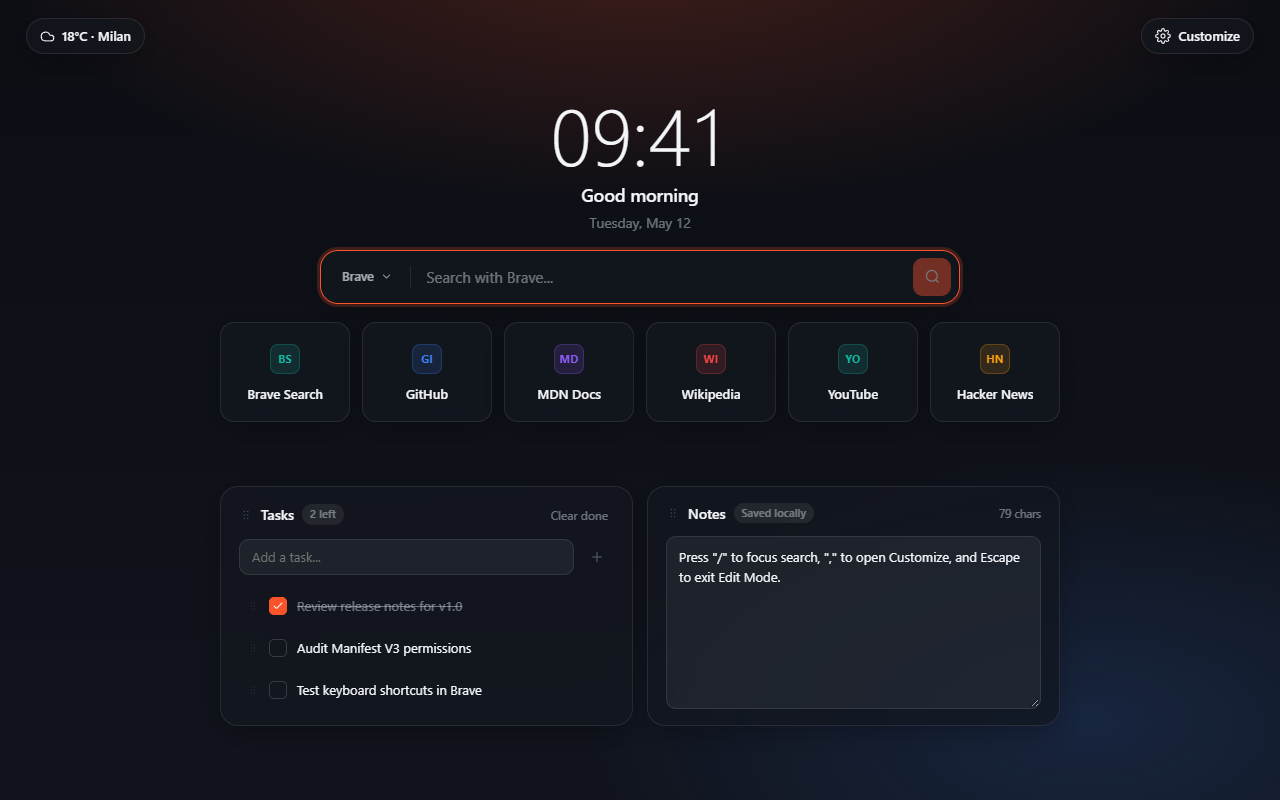 18°C · Milan
Customize
09:41
Good morning
Tuesday, May 12
Brave
Search with Brave...
BS
GI
MD
WI
YO
HN
Brave Search
GitHub
MDN Docs
Wikipedia
YouTube
Hacker News
Tasks
2 left
Clear done
Add a task...
Review release notes for v1.0
Audit Manifest V3 permissions
Test keyboard shortcuts in Brave
Notes
Saved locally
79 chars
Press "/" to focus search, "," to open Customize, and Escape
to exit Edit Mode.